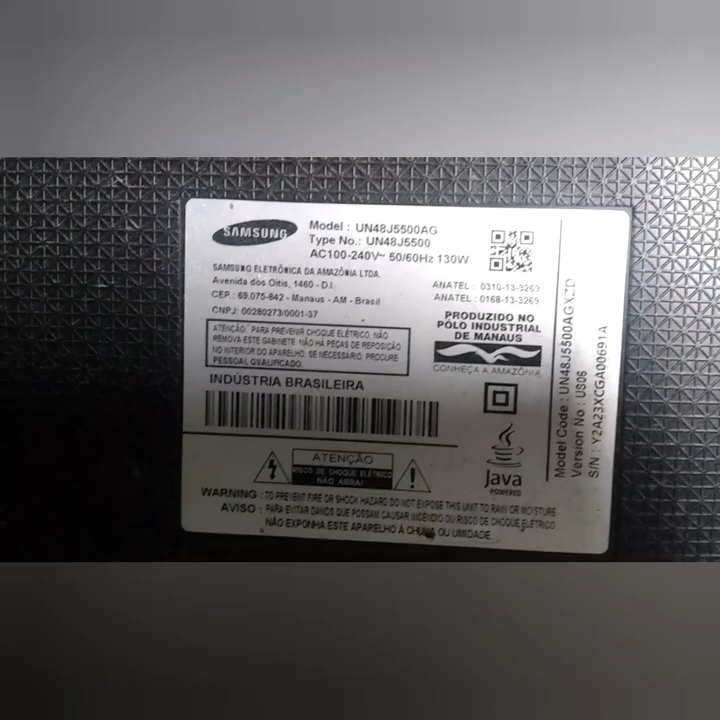 SAMSUNG
Model : UN48J5500AG
Type No.: UN48J5500
AC100-240V~ 50/60Hz 130W
SAMSUNG ELETRÔNICA DA AMAZÔNIA LTDA.
Avenida dos Oitis, 1460 - D.I.
CEP.: 69.075-842 - Manaus - AM - Brasil
CNPJ: 00280273/0001-37
ANATEL : 0310-13-3269
ANATEL : 0168-13-3269
ATENÇÃO: PARA PREVENIR CHOQUE ELÉTRICO, NÃO
REMOVA ESTE GABINETE. NÃO HÁ PEÇAS DE REPOSIÇÃO
NO INTERIOR DO APARELHO. SE NECESSÁRIO, PROCURE
PESSOAL QUALIFICADO.
PRODUZIDO NO
PÓLO INDUSTRIAL
DE MANAUS
CONHEÇA A AMAZÔNIA
INDÚSTRIA BRASILEIRA
ATENÇÃO
RISCO DE CHOQUE ELÉTRICO
NÃO ABRA!
Java
POWERED
WARNING : TO PREVENT FIRE OR SHOCK HAZARD DO NOT EXPOSE THIS UNIT TO RAIN OR MOISTURE
AVISO : PARA EVITAR DANOS QUE POSSAM CAUSAR INCÊNDIO OU RISCO DE CHOQUE ELÉTRICO,
NÃO EXPONHA ESTE APARELHO À CHUVA OU UMIDADE.
Model Code : UN48J5500AGXZD
Version No : US06
S/N : Y2A23XCGA00691A